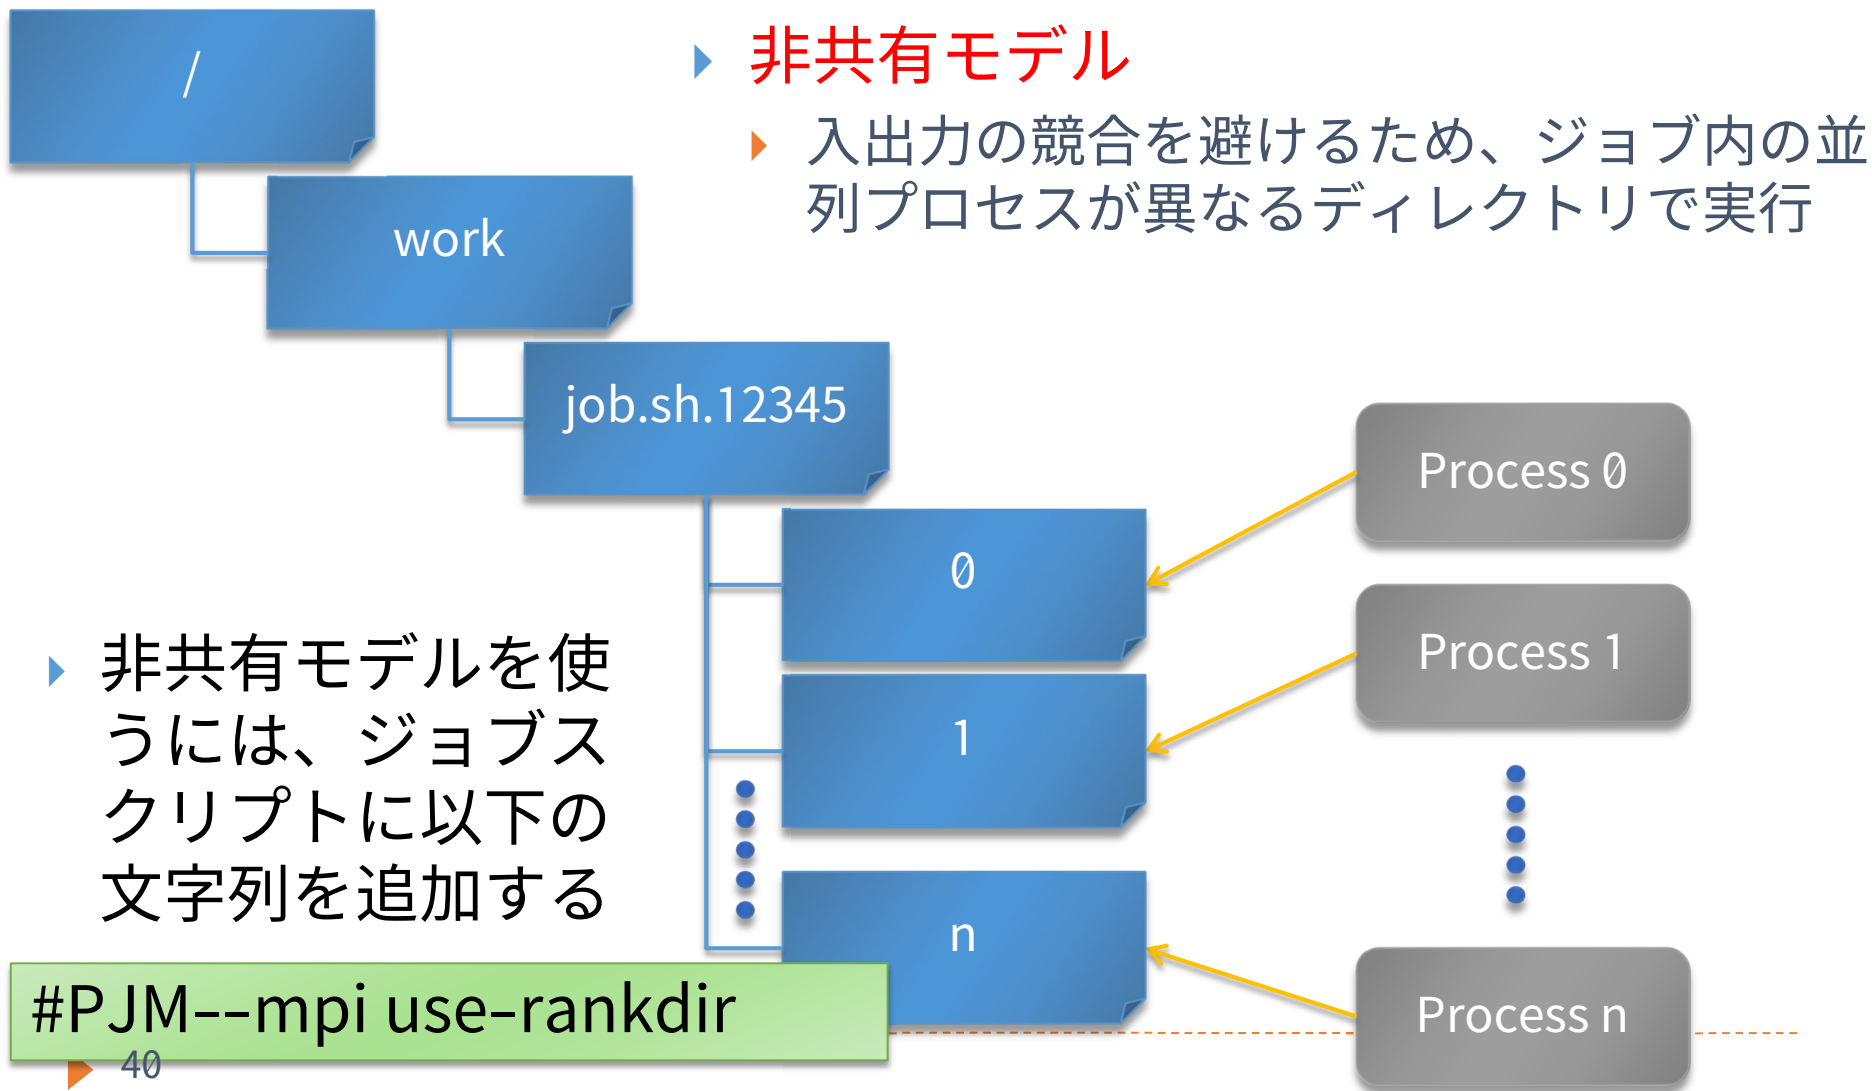 /
非共有モデル
入出力の競合を避けるため、ジョブ内の並
列プロセスが異なるディレクトリで実行
work
job.sh.12345
Process 0
0
Process 1
1
非共有モデルを使
うには、ジョブス
クリプトに以下の
文字列を追加する
n
Process n
#PJM--mpi use-rankdir
40